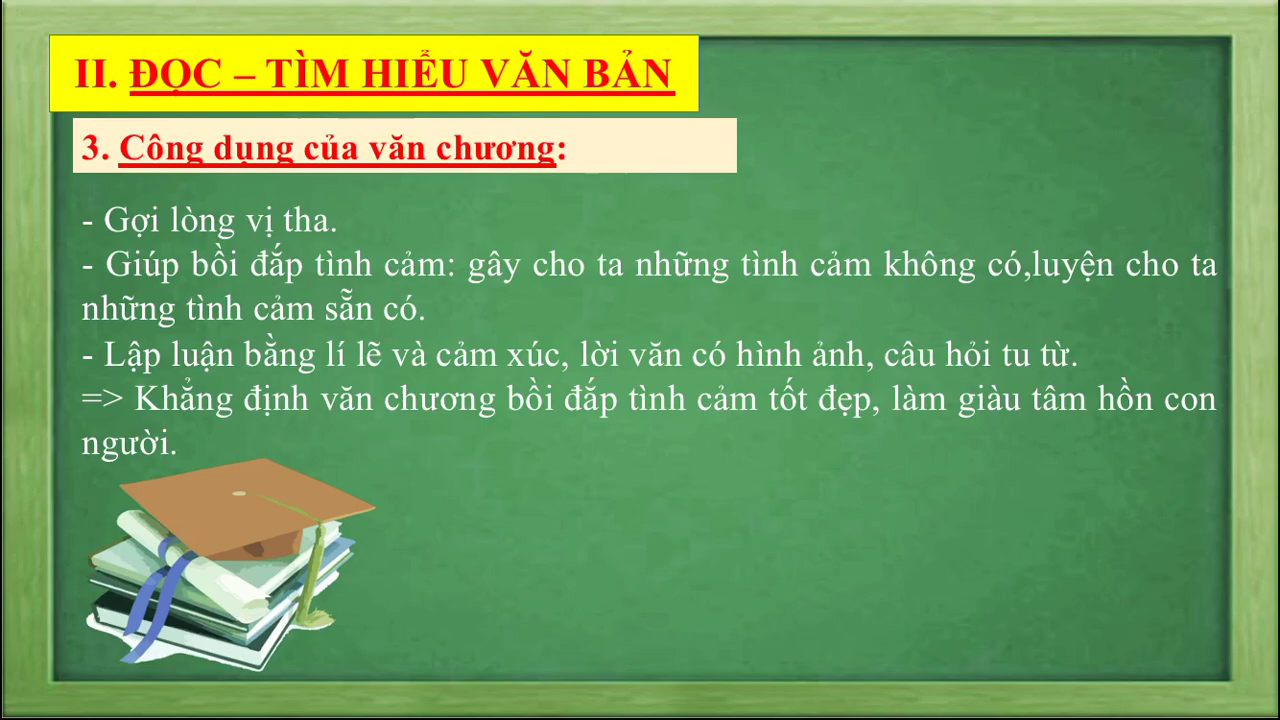 II. ĐỌC – TÌM HIỂU VĂN BẢN
3. Công dụng của văn chương:
- Gợi lòng vị tha.
- Giúp bồi đắp tình cảm: gây cho ta những tình cảm không có,luyện cho ta
những tình cảm sẵn có.
- Lập luận bằng lí lẽ và cảm xúc, lời văn có hình ảnh, câu hỏi tu từ.
=> Khẳng định văn chương bồi đắp tình cảm tốt đẹp, làm giàu tâm hồn con
người.